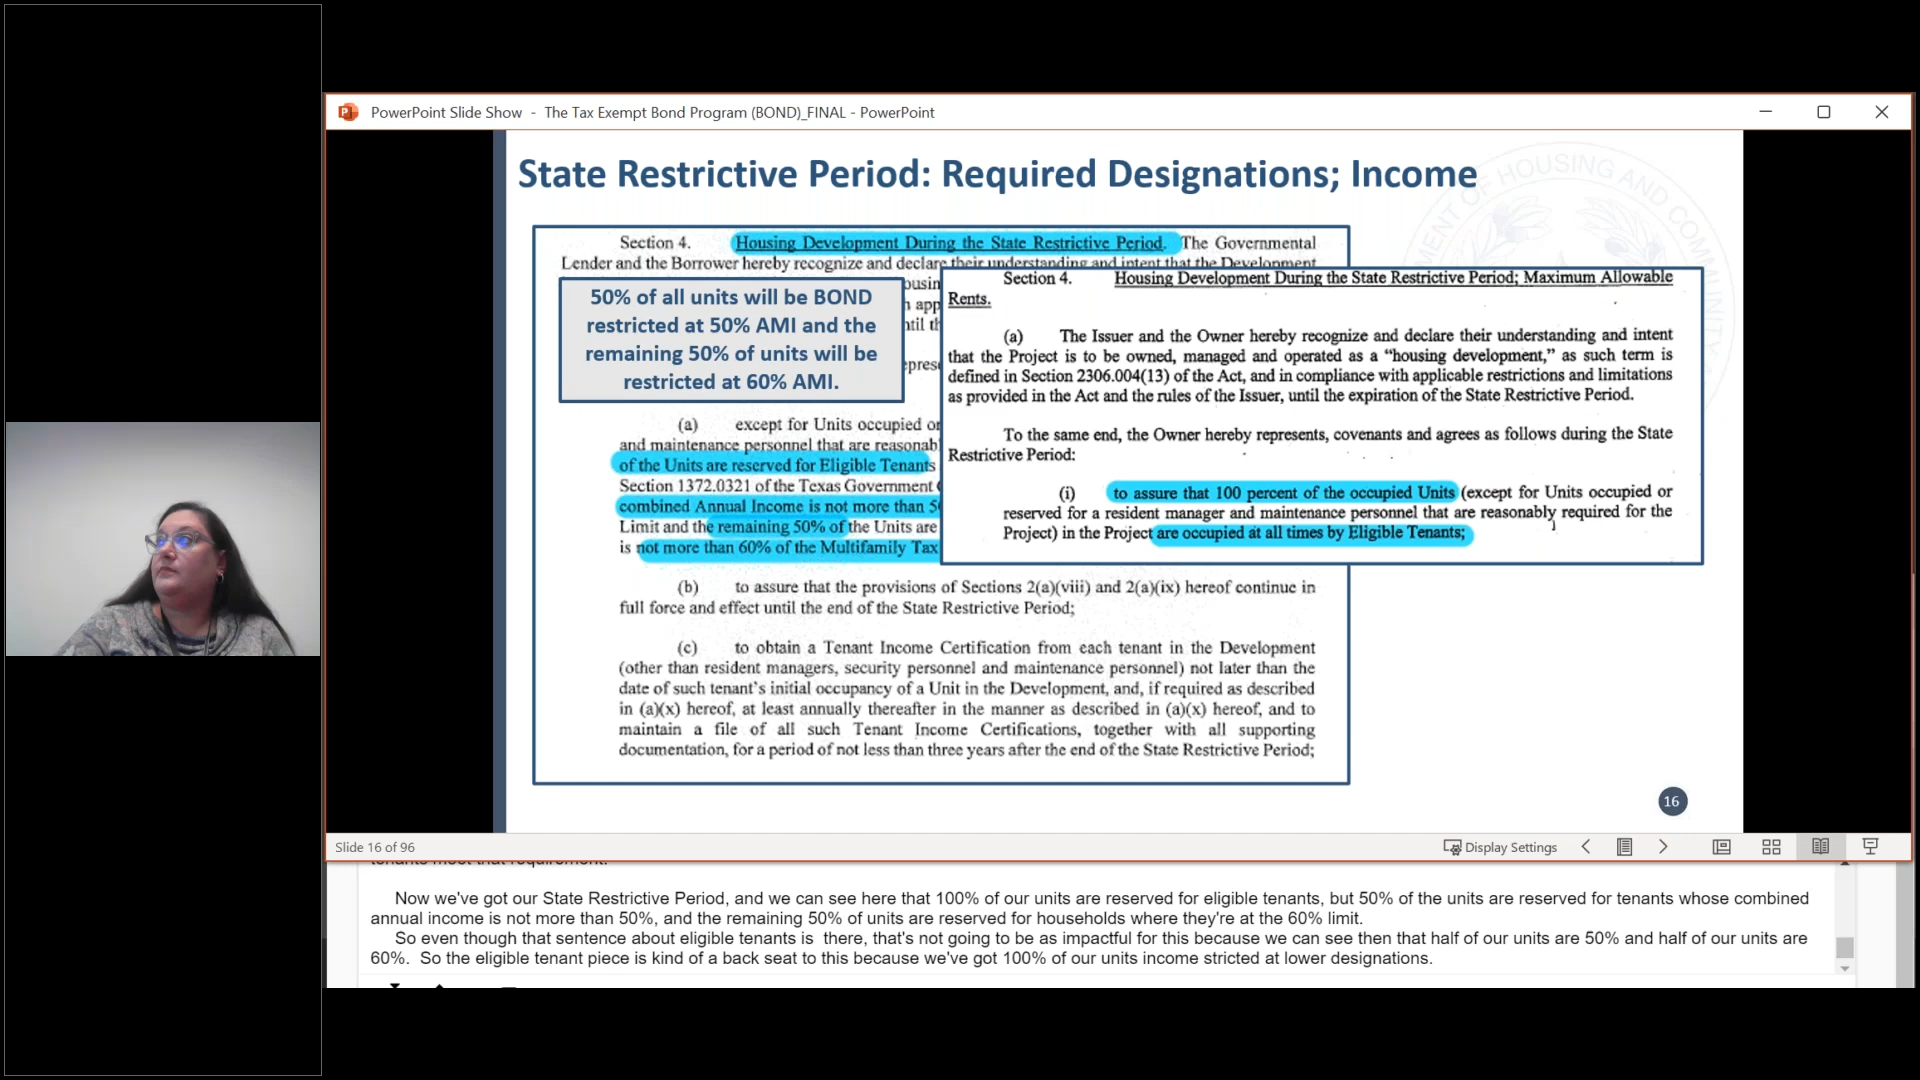 PowerPoint Slide Show - The Tax Exempt Bond Program (BOND)_FINAL - PowerPoint
State Restrictive Period: Required Designations; Income
MENT OF HOUSING AND COMMUNITY
Section 4. Housing Development During the State Restrictive Period. The Governmental
Lender and the Borrower hereby recognize and declare their understanding and intent that the Development
50% of all units will be BOND
restricted at 50% AMI and the
remaining 50% of units will be
restricted at 60% AMI.
(a) except for Units occupied or
and maintenance personnel that are reasonabl
of the Units are reserved for Eligible Tenants
Section 1372.0321 of the Texas Government
combined Annual Income is not more than 5
Limit and the remaining 50% of the Units are
is not more than 60% of the Multifamily Tax
(b) to assure that the provisions of Sections 2(a)(viii) and 2(a)(ix) hereof continue in
full force and effect until the end of the State Restrictive Period;
(c) to obtain a Tenant Income Certification from each tenant in the Development
(other than resident managers, security personnel and maintenance personnel) not later than the
date of such tenant's initial occupancy of a Unit in the Development, and, if required as described
in (a)(x) hereof, at least annually thereafter in the manner as described in (a)(x) hereof, and to
maintain a file of all such Tenant Income Certifications, together with all supporting
documentation, for a period of not less than three years after the end of the State Restrictive Period;
Section 4. Housing Development During the State Restrictive Period; Maximum Allowable
Rents.
(a) The Issuer and the Owner hereby recognize and declare their understanding and intent
that the Project is to be owned, managed and operated as a “housing development,” as such term is
defined in Section 2306.004(13) of the Act, and in compliance with applicable restrictions and limitations
as provided in the Act and the rules of the Issuer, until the expiration of the State Restrictive Period.
To the same end, the Owner hereby represents, covenants and agrees as follows during the State
Restrictive Period:
(i) to assure that 100 percent of the occupied Units (except for Units occupied or
reserved for a resident manager and maintenance personnel that are reasonably required for the
Project) in the Project are occupied at all times by Eligible Tenants;
16
Slide 16 of 96
Display Settings
tenants meet that requirement.
Now we've got our State Restrictive Period, and we can see here that 100% of our units are reserved for eligible tenants, but 50% of the units are reserved for tenants whose combined
annual income is not more than 50%, and the remaining 50% of units are reserved for households where they're at the 60% limit.
So even though that sentence about eligible tenants is there, that's not going to be as impactful for this because we can see then that half of our units are 50% and half of our units are
60%. So the eligible tenant piece is kind of a back seat to this because we've got 100% of our units income stricted at lower designations.